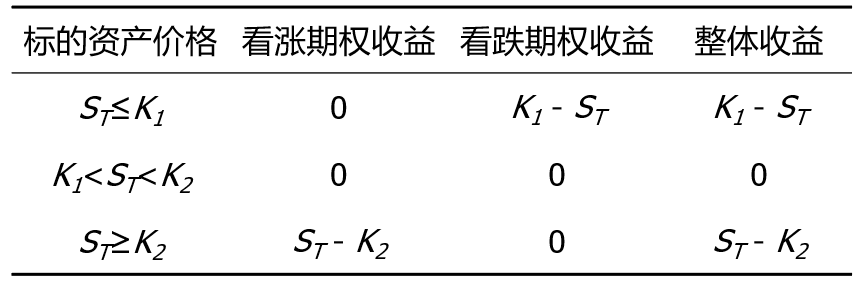 标的资产价格 看涨期权收益 看跌期权收益 整体收益
S_T≤K_1 0 K_1 - S_T K_1 - S_T
K_1<S_T<K_2 0 0 0
S_T≥K_2 S_T - K_2 0 S_T - K_2